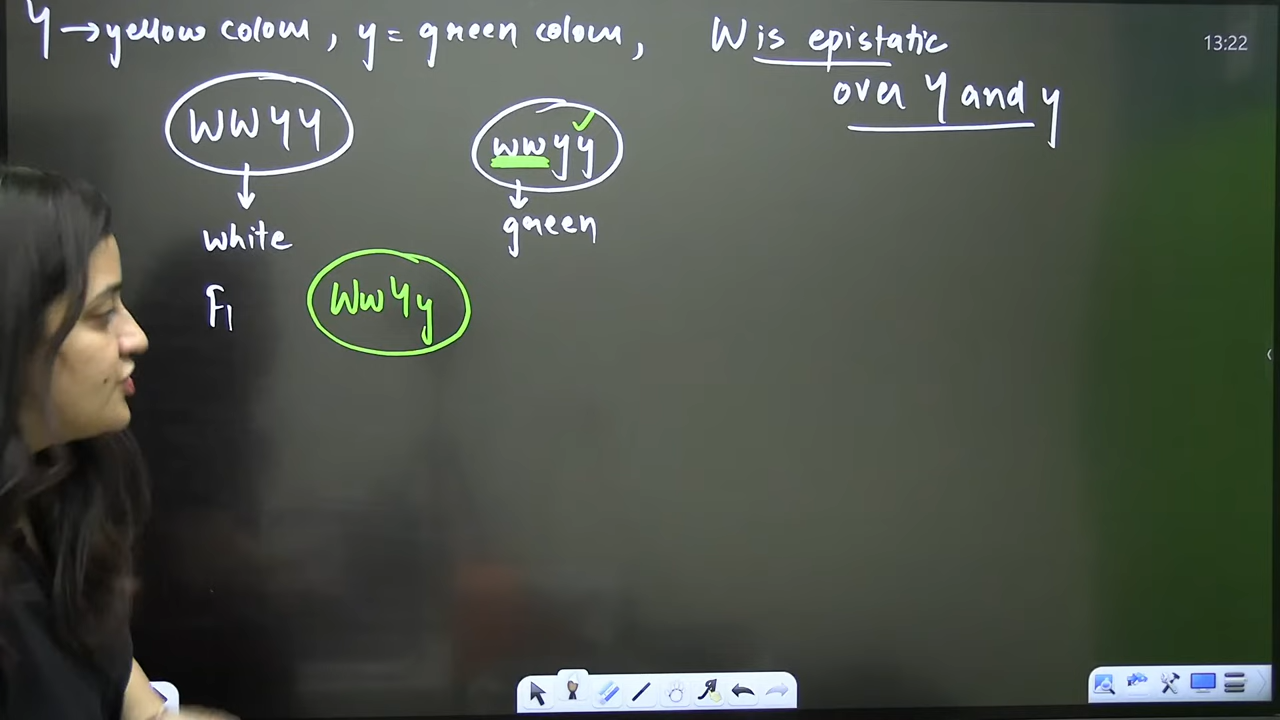 Y → yellow colour, y = green colour, W is epistatic
over Y and y
13:22
WWYY
wwyy
white
green
F1
WwYy